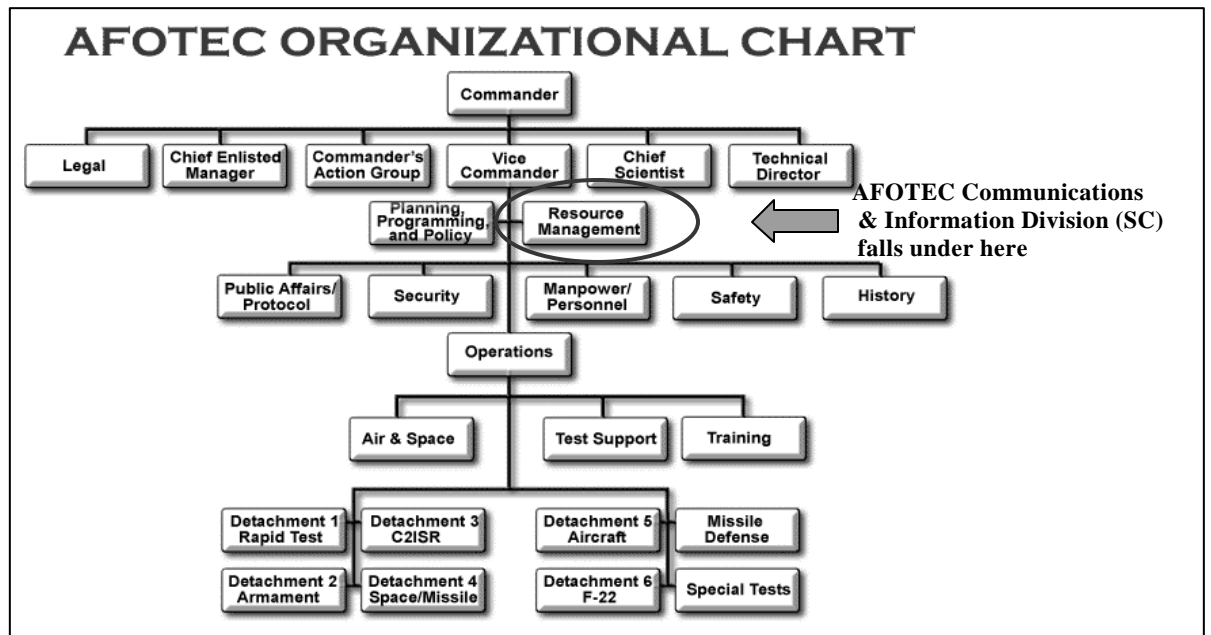 AFOTEC ORGANIZATIONAL CHART
Commander
Legal
Chief Enlisted
Manager
Commander's
Action Group
Vice
Commander
Chief
Scientist
Technical
Director
Planning,
Programming,
and Policy
Resource
Management
AFOTEC Communications
& Information Division (SC)
falls under here
Public Affairs/
Protocol
Security
Manpower/
Personnel
Safety
History
Operations
Air & Space
Test Support
Training
Detachment 1
Rapid Test
Detachment 3
C2ISR
Detachment 5
Aircraft
Missile
Defense
Detachment 2
Armament
Detachment 4
Space/Missile
Detachment 6
F-22
Special Tests